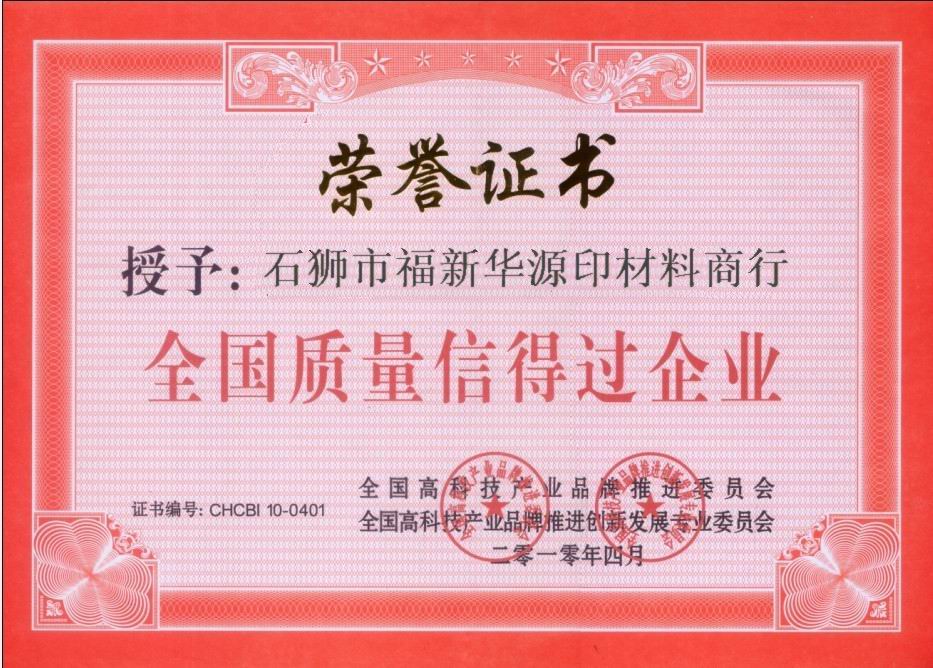 荣誉证书
授予：石狮市福新华源印材料商行
全国质量信得过企业
证书编号：CHCBI 10-0401
全国高科技产业品牌推进委员会
全国高科技产业品牌推进创新发展专业委员会
二零一零年四月